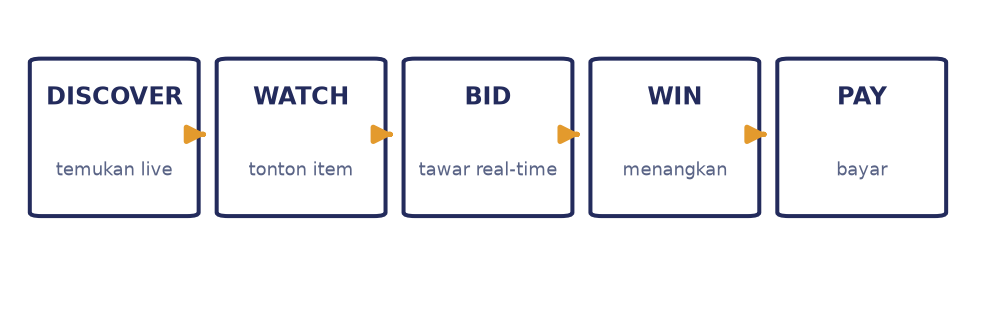 DISCOVER
temukan live
WATCH
tonton item
BID
tawar real-time
WIN
menangkan
PAY
bayar